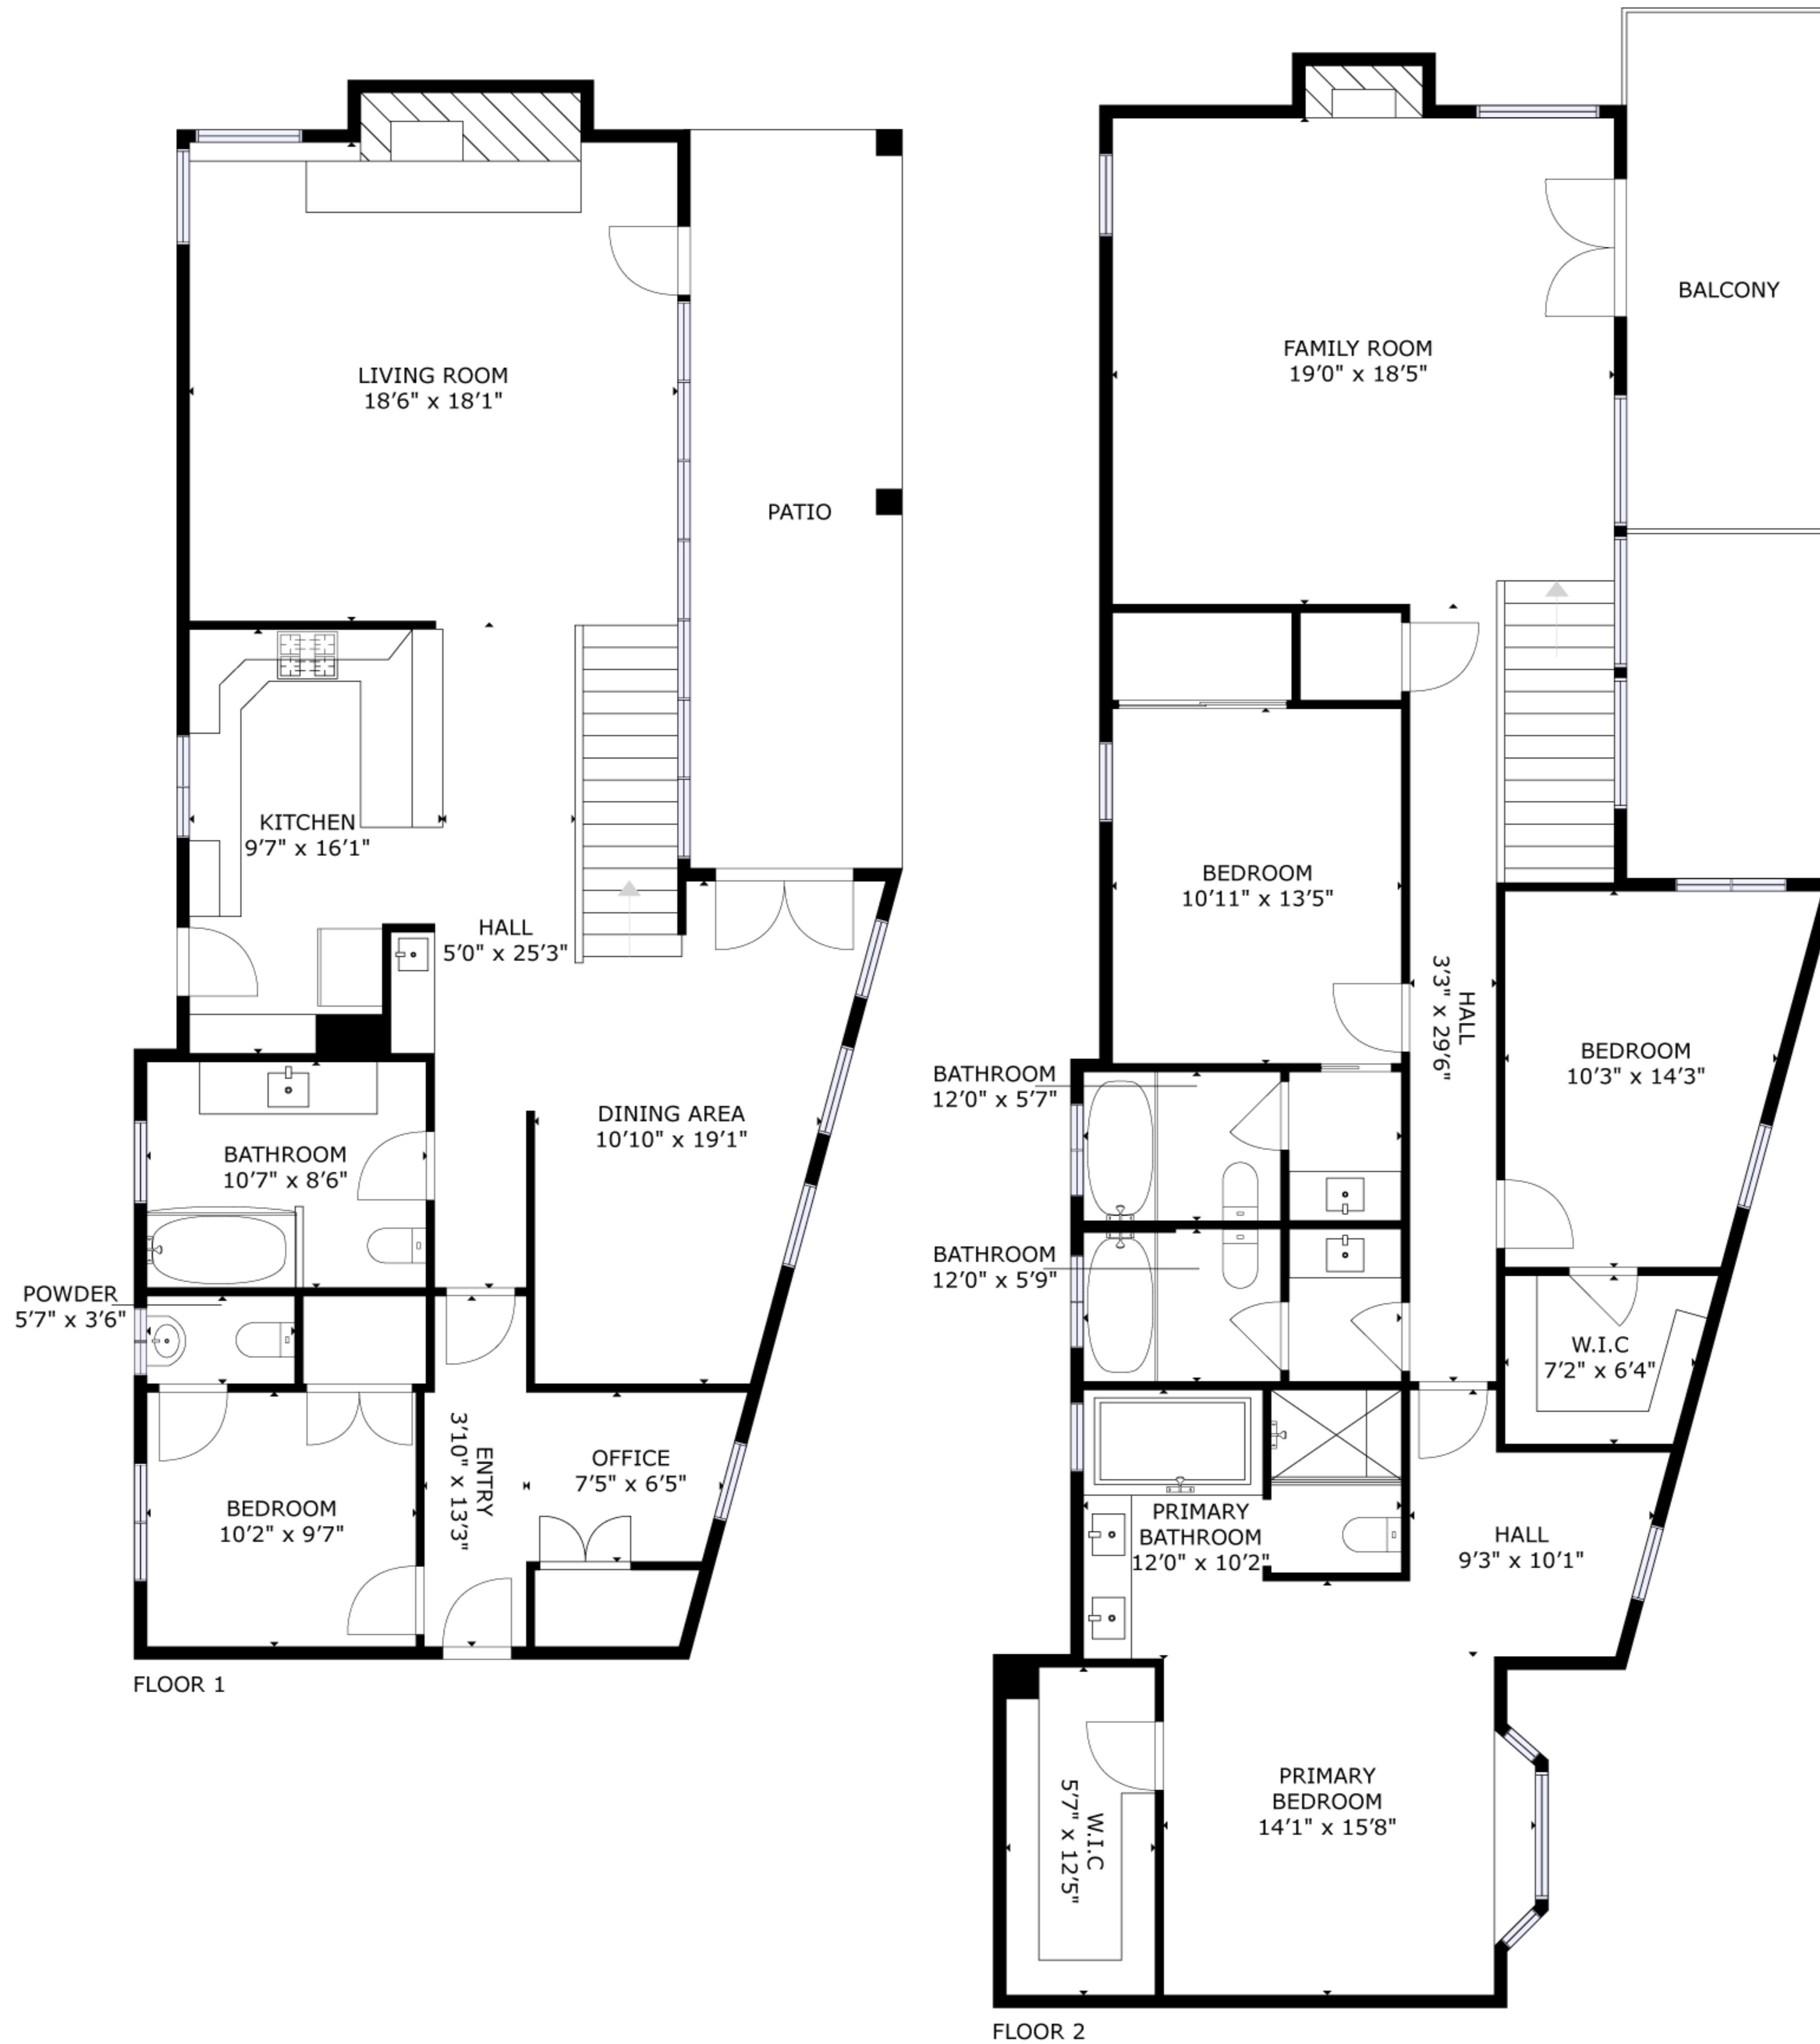 LIVING ROOM
18'6" x 18'1"
PATIO
KITCHEN
9'7" x 16'1"
HALL
5'0" x 25'3"
DINING AREA
10'10" x 19'1"
BATHROOM
10'7" x 8'6"
POWDER
5'7" x 3'6"
BEDROOM
10'2" x 9'7"
ENTRY
3'10" x 13'3"
OFFICE
7'5" x 6'5"
FLOOR 1
BALCONY
FAMILY ROOM
19'0" x 18'5"
BEDROOM
10'11" x 13'5"
HALL
3'3" x 29'6"
BEDROOM
10'3" x 14'3"
BATHROOM
12'0" x 5'7"
BATHROOM
12'0" x 5'9"
W.I.C
7'2" x 6'4"
PRIMARY
BATHROOM
12'0" x 10'2"
HALL
9'3" x 10'1"
W.I.C
5'7" x 12'5"
PRIMARY
BEDROOM
14'1" x 15'8"
FLOOR 2